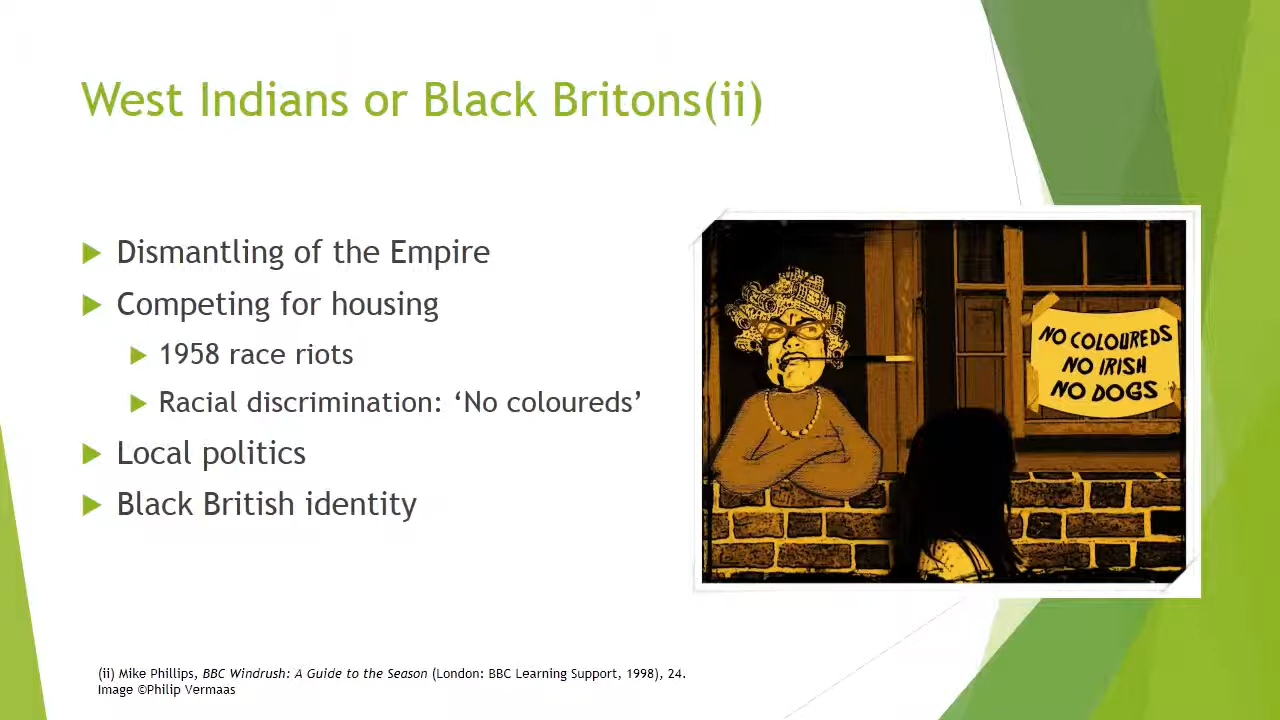 West Indians or Black Britons(ii)
Dismantling of the Empire
Competing for housing
1958 race riots
Racial discrimination: ‘No coloureds’
Local politics
Black British identity
NO COLOUREDS
NO IRISH
NO DOGS
(ii) Mike Phillips, BBC Windrush: A Guide to the Season (London: BBC Learning Support, 1998), 24.
Image ©Philip Vermaas